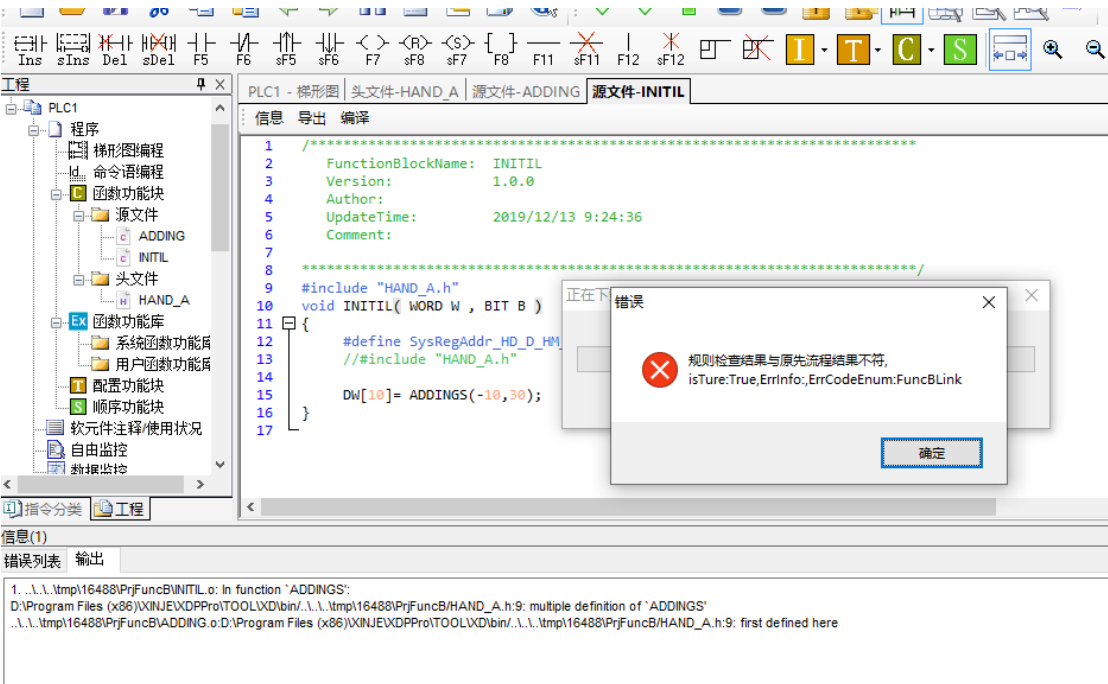 Ins sIns Del sDel F5 F6 sF5 sF6 F7 sF8 sF7 F8 F11 sF11 F12 sF12 I T C S
工程
PLC1 - 梯形图 头文件-HAND_A 源文件-ADDING 源文件-INITIL
信息 导出 编译
PLC1
程序
梯形图编程
命令语编程
函数功能块
源文件
ADDING
INITIL
头文件
HAND_A
函数功能库
系统函数功能库
用户函数功能库
配置功能块
顺序功能块
软元件注释/使用状况
自由监控
数据监控
指令分类 工程
1 /**************************************************************************
2 FunctionBlockName: INITIL
3 Version: 1.0.0
4 Author:
5 UpdateTime: 2019/12/13 9:24:36
6 Comment:
7
8 **************************************************************************/
9 #include "HAND_A.h"
10 void INITIL( WORD W , BIT B )
11 {
12 #define SysRegAddr_HD_D_HM_
13 //#include "HAND_A.h"
14
15 DW[10]= ADDINGS(-10,30);
16 }
17
正在下
错误
规则检查结果与原先流程结果不符,
isTure:True,ErrInfo:,ErrCodeEnum:FuncBLink
确定
信息(1)
错误列表 输出
1. ..\..\..\tmp\16488\PrjFuncB\INITIL.o: In function `ADDINGS':
D:\Program Files (x86)\XINJE\XDPPro\TOOL\XD\bin/..\..\..\tmp\16488\PrjFuncB/HAND_A.h:9: multiple definition of `ADDINGS'
..\..\..\tmp\16488\PrjFuncB\ADDING.o:D:\Program Files (x86)\XINJE\XDPPro\TOOL\XD\bin/..\..\..\tmp\16488\PrjFuncB/HAND_A.h:9: first defined here